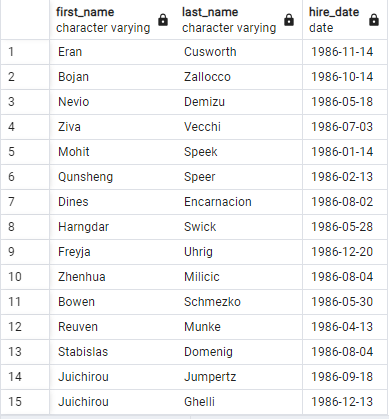 first_name last_name hire_date
character varying character varying date
1 Eran Cusworth 1986-11-14
2 Bojan Zallocco 1986-10-14
3 Nevio Demizu 1986-05-18
4 Ziva Vecchi 1986-07-03
5 Mohit Speek 1986-01-14
6 Qunsheng Speer 1986-02-13
7 Dines Encarnacion 1986-08-02
8 Harngdar Swick 1986-05-28
9 Freyja Uhrig 1986-12-20
10 Zhenhua Milicic 1986-08-04
11 Bowen Schmezko 1986-05-30
12 Reuven Munke 1986-04-13
13 Stabislas Domenig 1986-08-04
14 Juichirou Jumpertz 1986-09-18
15 Juichirou Ghelli 1986-12-13